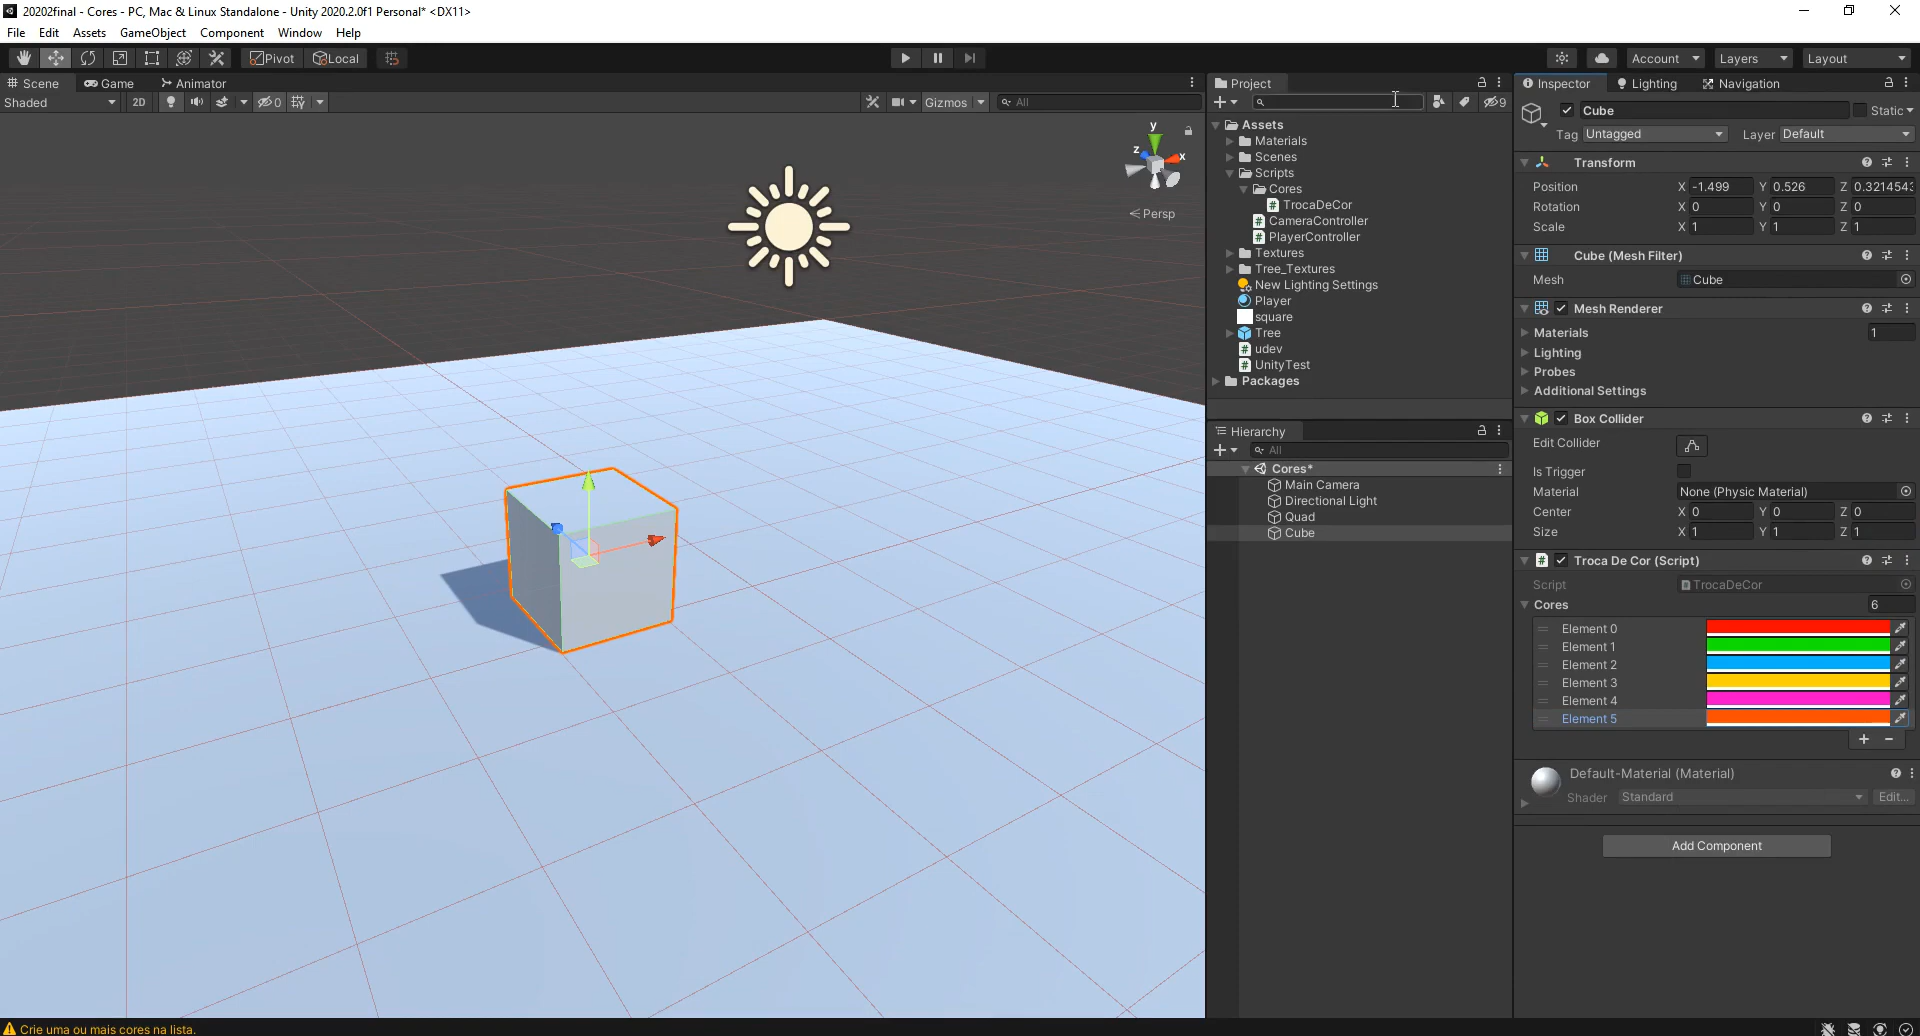 20202final - Cores - PC, Mac & Linux Standalone - Unity 2020.2.0f1 Personal* <DX11>
File Edit Assets GameObject Component Window Help
Pivot Local Account Layers Layout
Scene Game Animator
Shaded 2D 0 Gizmos All
y
z x
Persp
Project
9
Assets
Materials
Scenes
Scripts
Cores
TrocaDeCor
CameraController
PlayerController
Textures
Tree_Textures
New Lighting Settings
Player
square
Tree
udev
UnityTest
Packages
Hierarchy
All
Cores*
Main Camera
Directional Light
Quad
Cube
Inspector Lighting Navigation
Cube Static
Tag Untagged Layer Default
Transform
Position X -1.499 Y 0.526 Z 0.3214543
Rotation X 0 Y 0 Z 0
Scale X 1 Y 1 Z 1
Cube (Mesh Filter)
Mesh Cube
Mesh Renderer
Materials 1
Lighting
Probes
Additional Settings
Box Collider
Edit Collider
Is Trigger
Material None (Physic Material)
Center X 0 Y 0 Z 0
Size X 1 Y 1 Z 1
Troca De Cor (Script)
Script TrocaDeCor
Cores 6
Element 0
Element 1
Element 2
Element 3
Element 4
Element 5
+ −
Default-Material (Material)
Shader Standard Edit...
Add Component
Crie uma ou mais cores na lista.